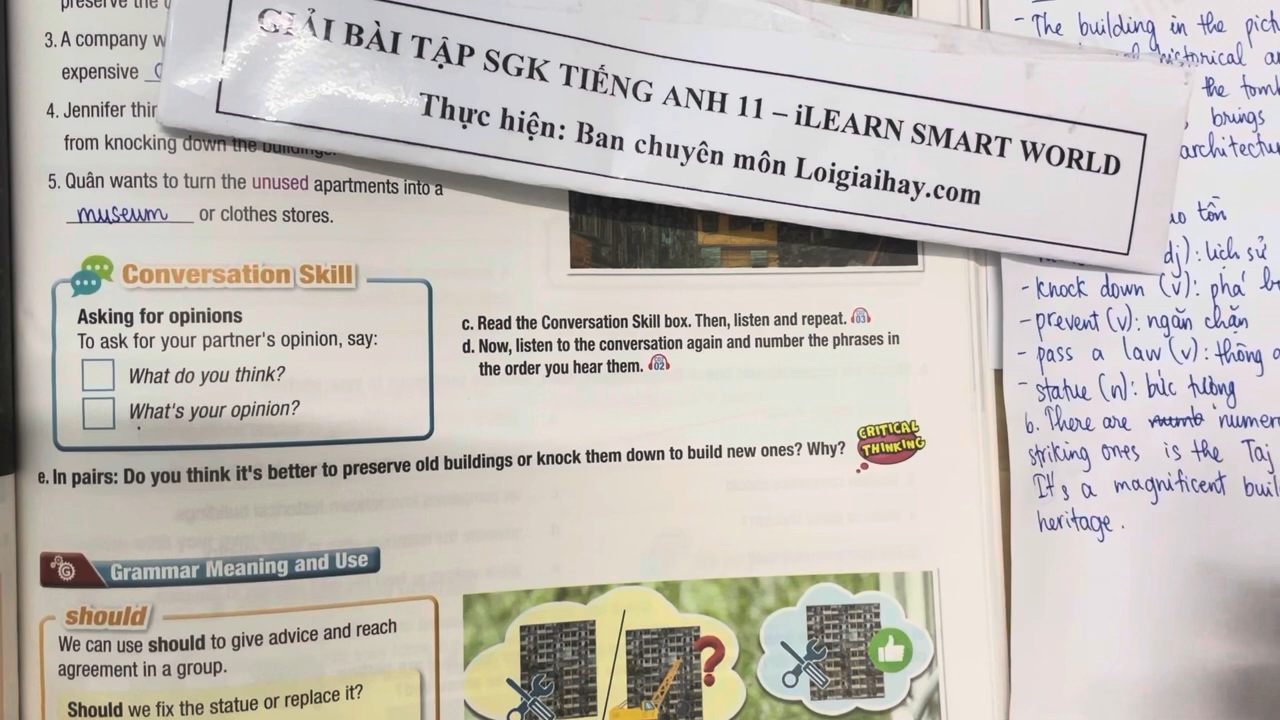 3. A company
expensive
4. Jennifer
from knocking down the buildings.
5. Quân wants to turn the unused apartments into a
museum or clothes stores.
GIẢI BÀI TẬP SGK TIẾNG ANH 11 – iLEARN SMART WORLD
Thực hiện: Ban chuyên môn Loigiaihay.com
Conversation Skill
Asking for opinions
To ask for your partner's opinion, say:
What do you think?
What's your opinion?
c. Read the Conversation Skill box. Then, listen and repeat. 03
d. Now, listen to the conversation again and number the phrases in
the order you hear them. 02
e. In pairs: Do you think it's better to preserve old buildings or knock them down to build new ones? Why?
CRITICAL
THINKING
Grammar Meaning and Use
should
We can use should to give advice and reach
agreement in a group.
Should we fix the statue or replace it?
- The building in the
historical
the
brings
tồn
lịch sử
- knock down (v): phá
- prevent (v): ngăn chặn
- pass a law (v): thông
- statue (n): bức tượng
b. There are
striking ones is the Taj
It's a magnificent
heritage.